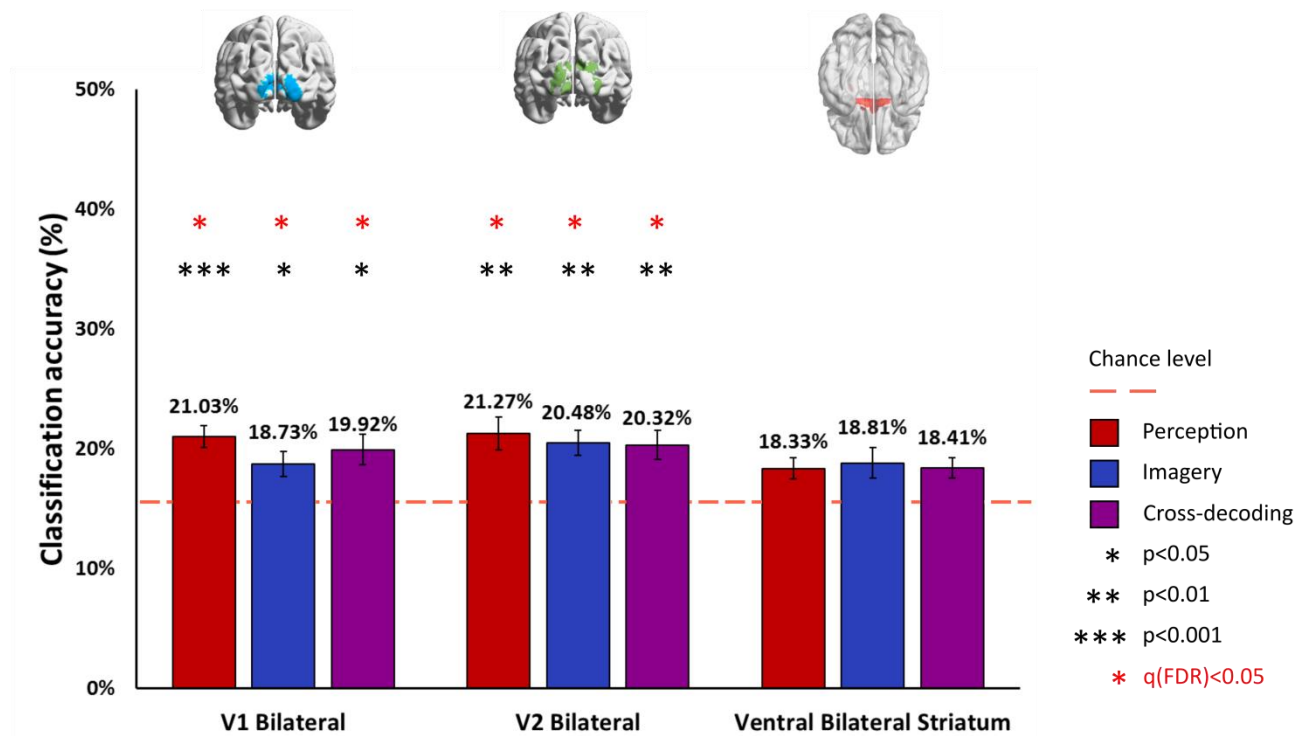 50%
40%
30%
20%
10%
0%
Classification accuracy (%)
* * * * * *
*** * * ** ** **
21.03% 18.73% 19.92% 21.27% 20.48% 20.32% 18.33% 18.81% 18.41%
V1 Bilateral V2 Bilateral Ventral Bilateral Striatum
Chance level
Perception
Imagery
Cross-decoding
* p<0.05
** p<0.01
*** p<0.001
* q(FDR)<0.05